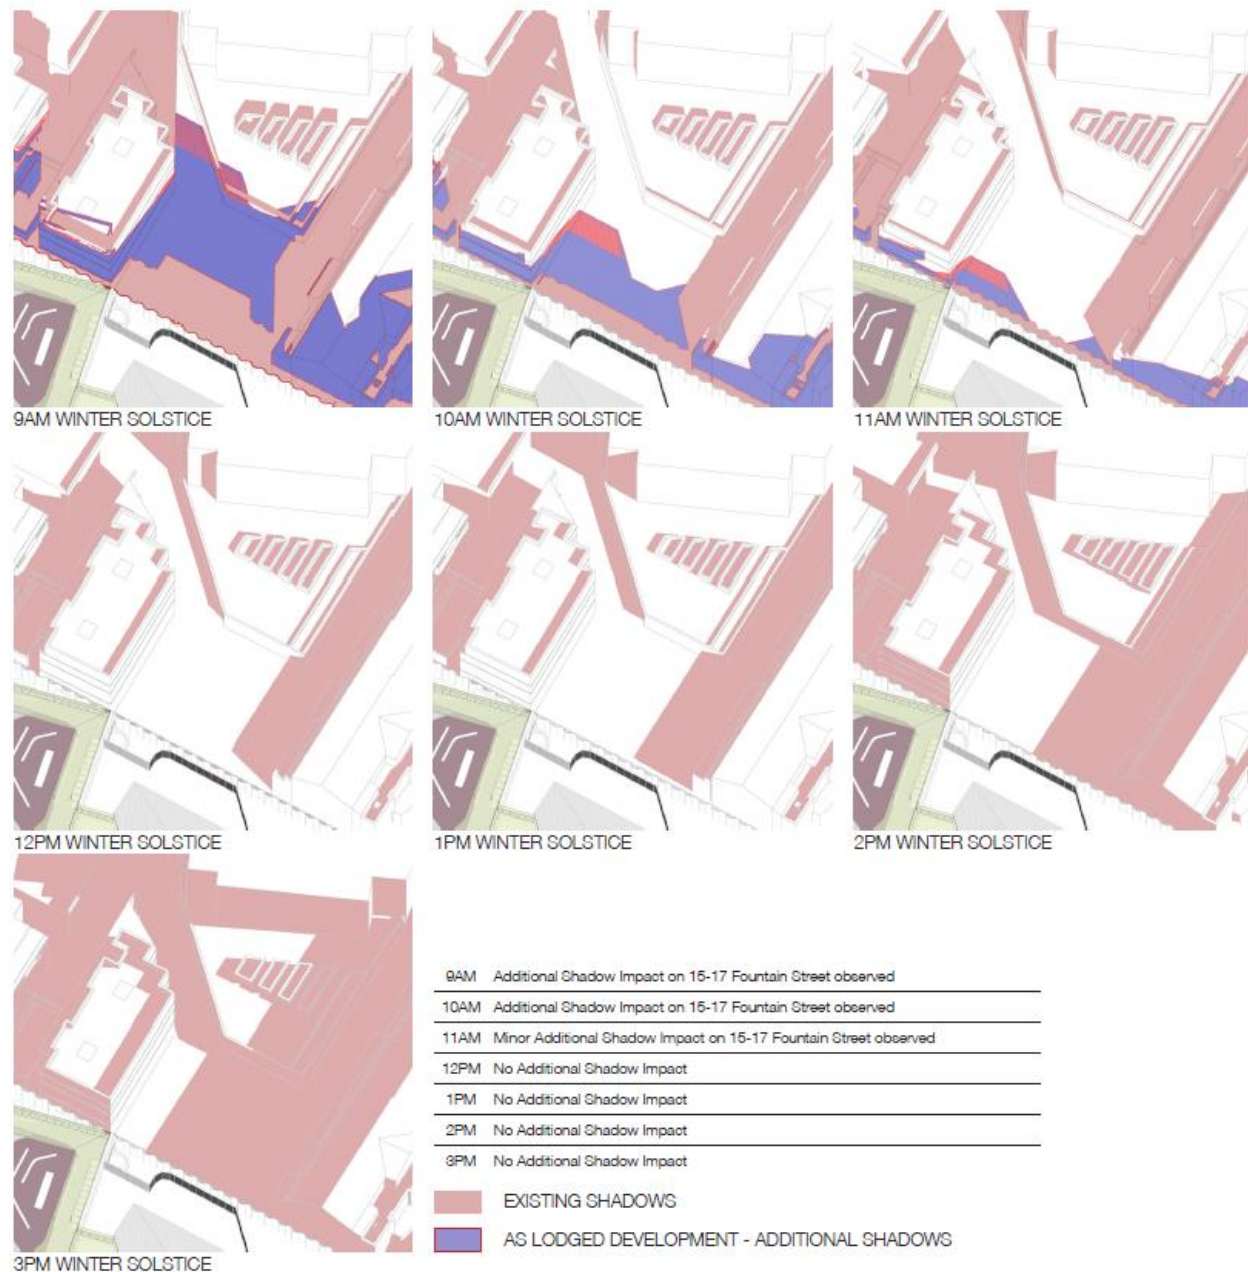 9AM WINTER SOLSTICE
10AM WINTER SOLSTICE
11AM WINTER SOLSTICE
12PM WINTER SOLSTICE
1PM WINTER SOLSTICE
2PM WINTER SOLSTICE
3PM WINTER SOLSTICE
9AM Additional Shadow Impact on 15-17 Fountain Street observed
10AM Additional Shadow Impact on 15-17 Fountain Street observed
11AM Minor Additional Shadow Impact on 15-17 Fountain Street observed
12PM No Additional Shadow Impact
1PM No Additional Shadow Impact
2PM No Additional Shadow Impact
3PM No Additional Shadow Impact
EXISTING SHADOWS
AS LODGED DEVELOPMENT - ADDITIONAL SHADOWS